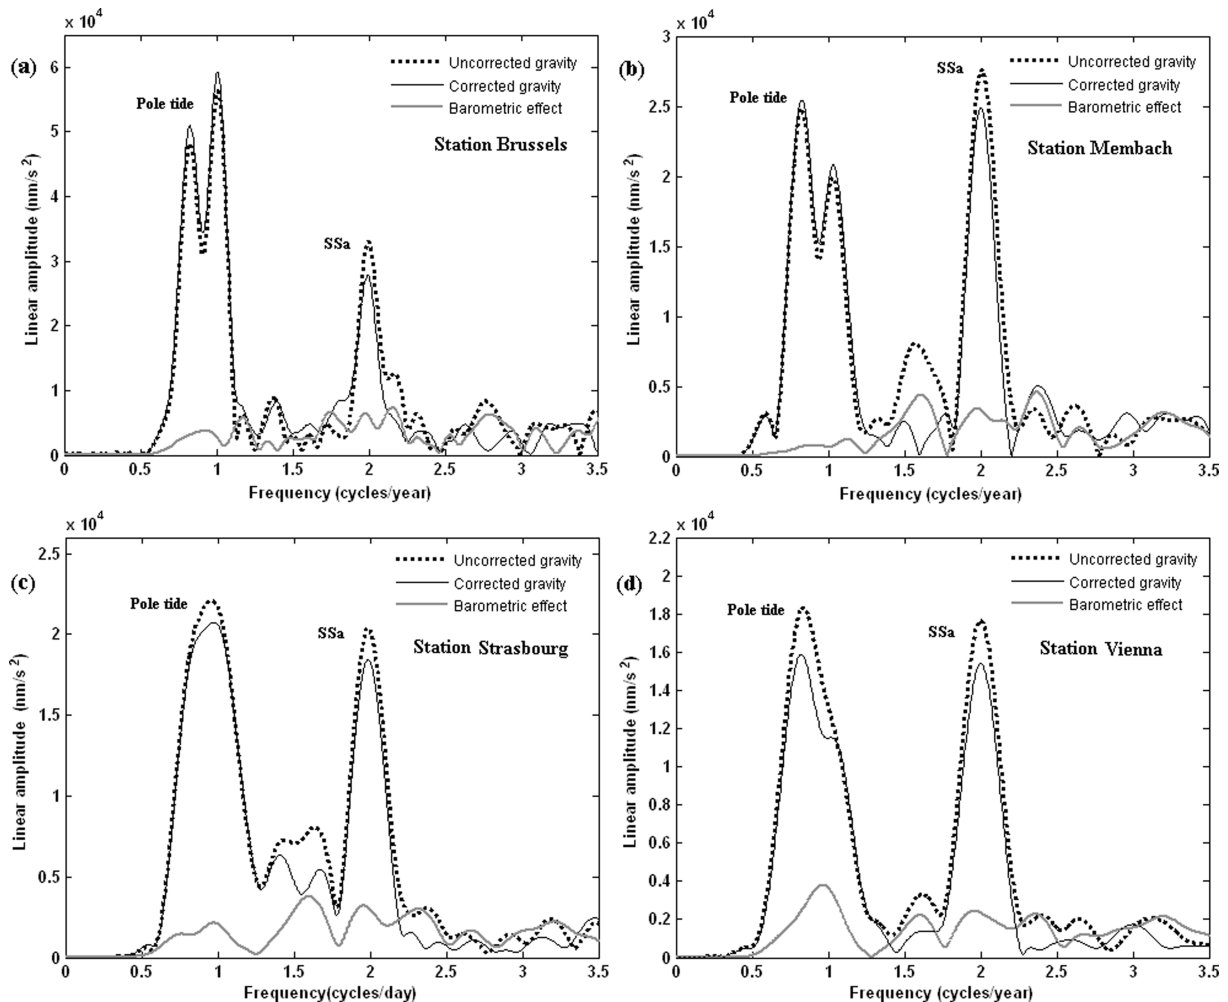 x 10⁴
(a)
6
5
4
3
2
1
0
0 0.5 1 1.5 2 2.5 3 3.5
Linear amplitude (nm/s ²)
Frequency (cycles/year)
Uncorrected gravity
Corrected gravity
Barometric effect
Station Brussels
Pole tide
SSa
x 10⁴
(b)
3
2.5
2
1.5
1
0.5
0
0 0.5 1 1.5 2 2.5 3 3.5
Linear amplitude (nm/s ²)
Frequency (cycles/year)
Uncorrected gravity
Corrected gravity
Barometric effect
Station Membach
Pole tide
SSa
x 10⁴
(c)
2.5
2
1.5
1
0.5
0
0 0.5 1 1.5 2 2.5 3 3.5
Linear amplitude (nm/s ²)
Frequency(cycles/day)
Uncorrected gravity
Corrected gravity
Barometric effect
Station Strasbourg
Pole tide
SSa
x 10⁴
(d)
2.2
2
1.8
1.6
1.4
1.2
1
0.8
0.6
0.4
0.2
0
0 0.5 1 1.5 2 2.5 3 3.5
Linear amplitude (nm/s ²)
Frequency (cycles/year)
Uncorrected gravity
Corrected gravity
Barometric effect
Station Vienna
Pole tide
SSa